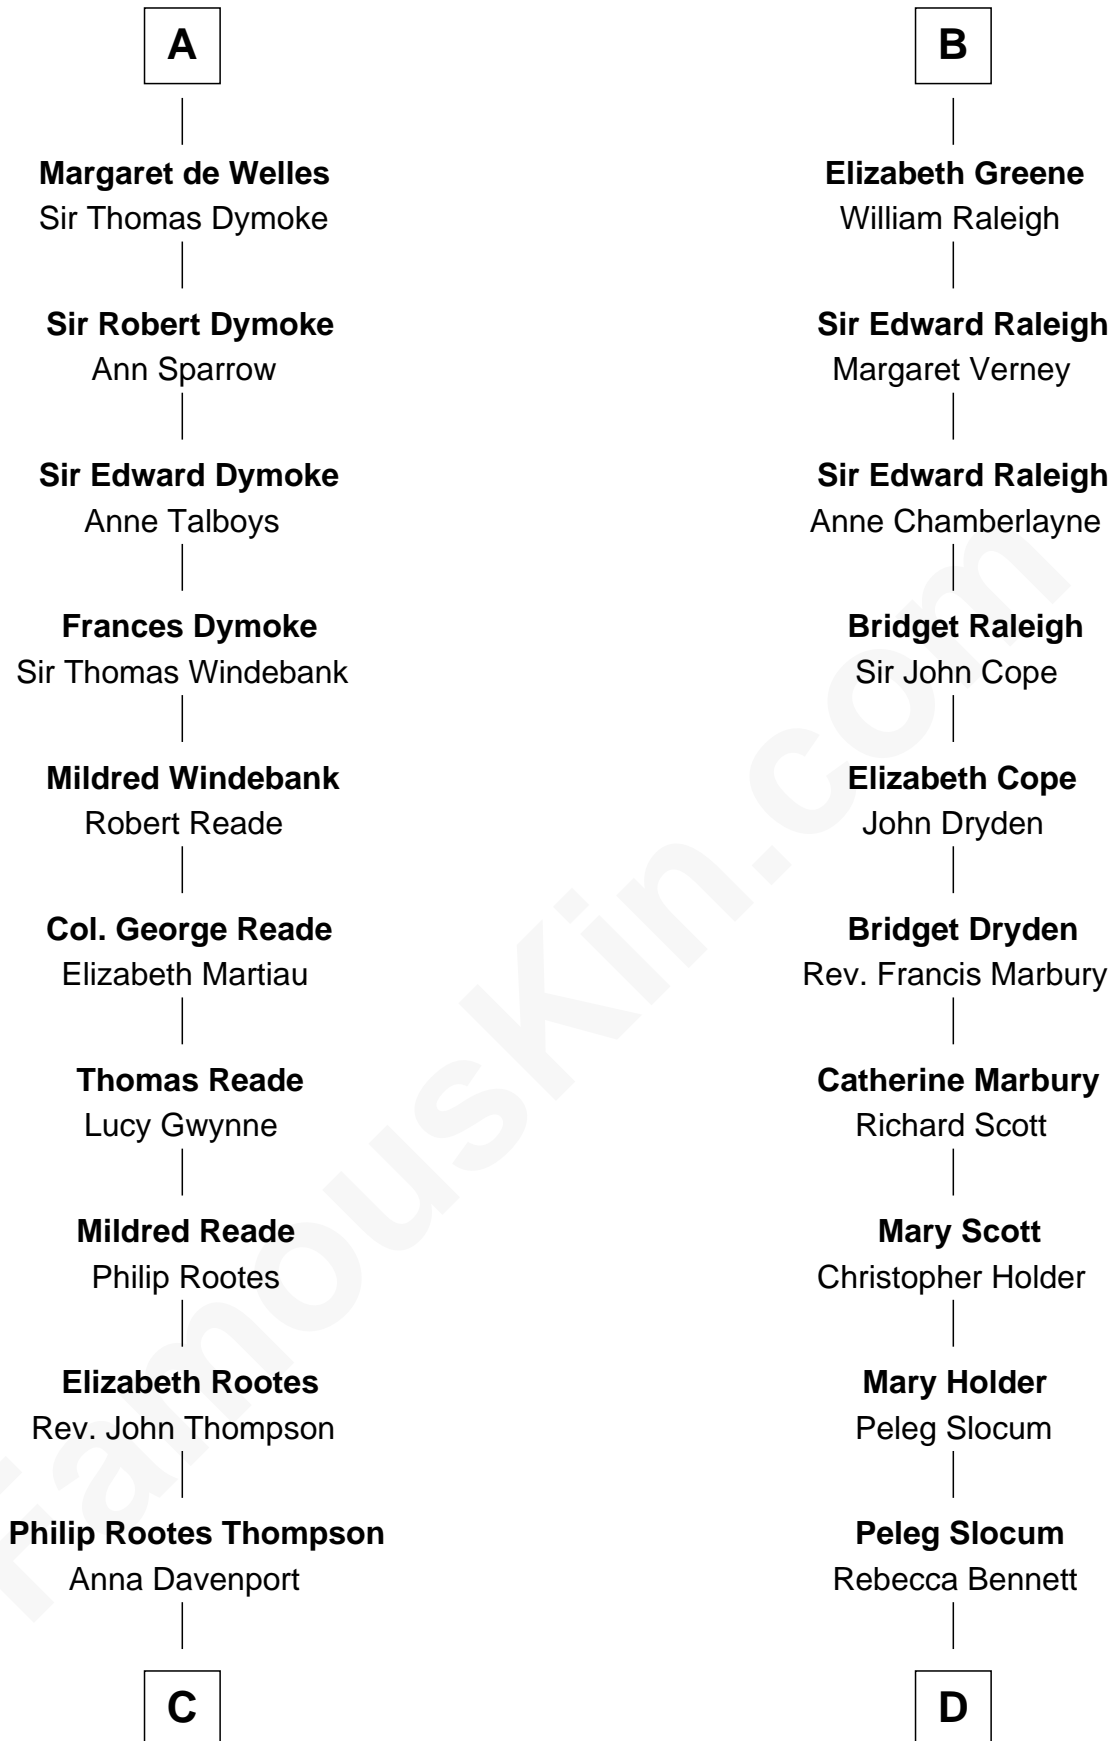 A
Margaret de Welles
Sir Thomas Dymoke
Sir Robert Dymoke
Ann Sparrow
Sir Edward Dymoke
Anne Talboys
Frances Dymoke
Sir Thomas Windebank
Mildred Windebank
Robert Reade
Col. George Reade
Elizabeth Martiau
Thomas Reade
Lucy Gwynne
Mildred Reade
Philip Rootes
Elizabeth Rootes
Rev. John Thompson
Philip Rootes Thompson
Anna Davenport
C
B
Elizabeth Greene
William Raleigh
Sir Edward Raleigh
Margaret Verney
Sir Edward Raleigh
Anne Chamberlayne
Bridget Raleigh
Sir John Cope
Elizabeth Cope
John Dryden
Bridget Dryden
Rev. Francis Marbury
Catherine Marbury
Richard Scott
Mary Scott
Christopher Holder
Mary Holder
Peleg Slocum
Peleg Slocum
Rebecca Bennett
D
FamousKin.com